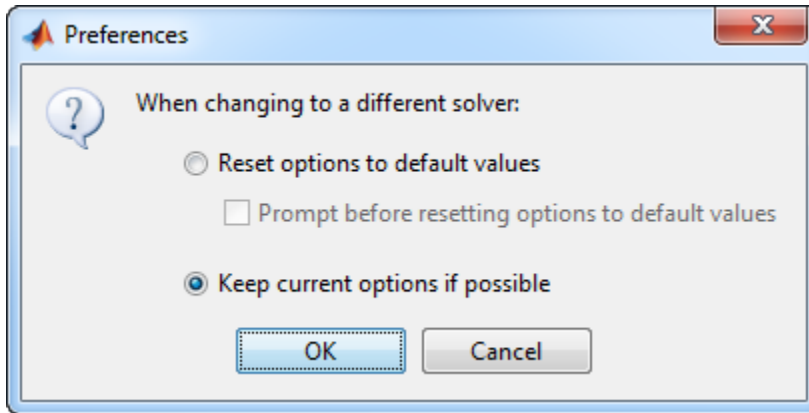 Preferences
When changing to a different solver:
Reset options to default values
Prompt before resetting options to default values
Keep current options if possible
OK
Cancel